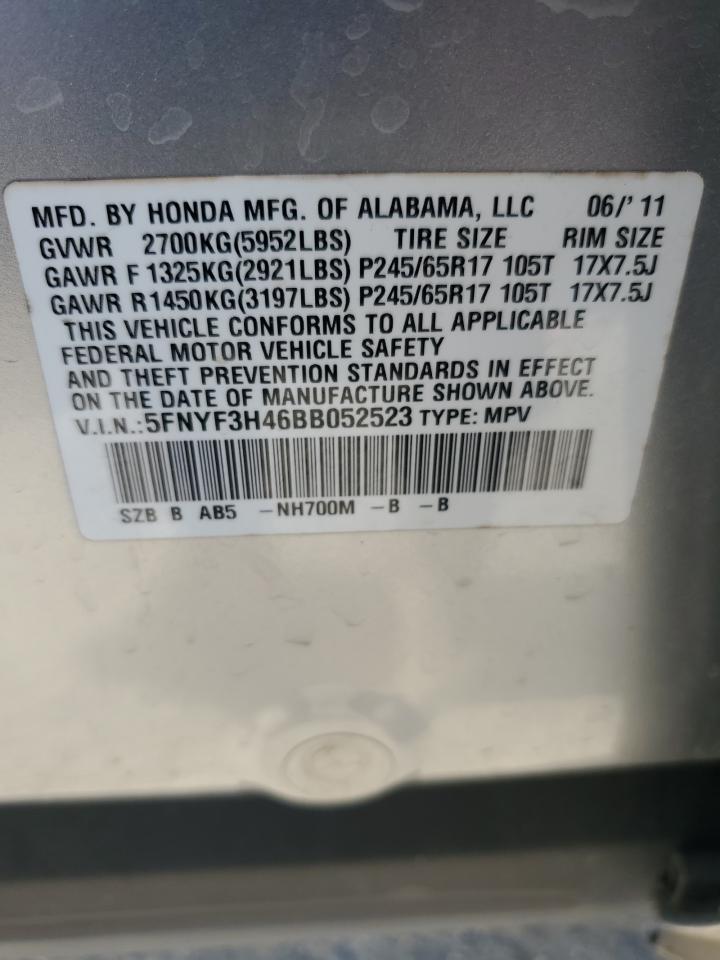 MFD. BY HONDA MFG. OF ALABAMA, LLC 06/'11
GVWR 2700KG(5952LBS) TIRE SIZE RIM SIZE
GAWR F 1325KG(2921LBS) P245/65R17 105T 17X7.5J
GAWR R1450KG(3197LBS) P245/65R17 105T 17X7.5J
THIS VEHICLE CONFORMS TO ALL APPLICABLE
FEDERAL MOTOR VEHICLE SAFETY
AND THEFT PREVENTION STANDARDS IN EFFECT
ON THE DATE OF MANUFACTURE SHOWN ABOVE.
V.I.N.:5FNYF3H46BB052523 TYPE: MPV
SZB B AB5 -NH700M -B -B